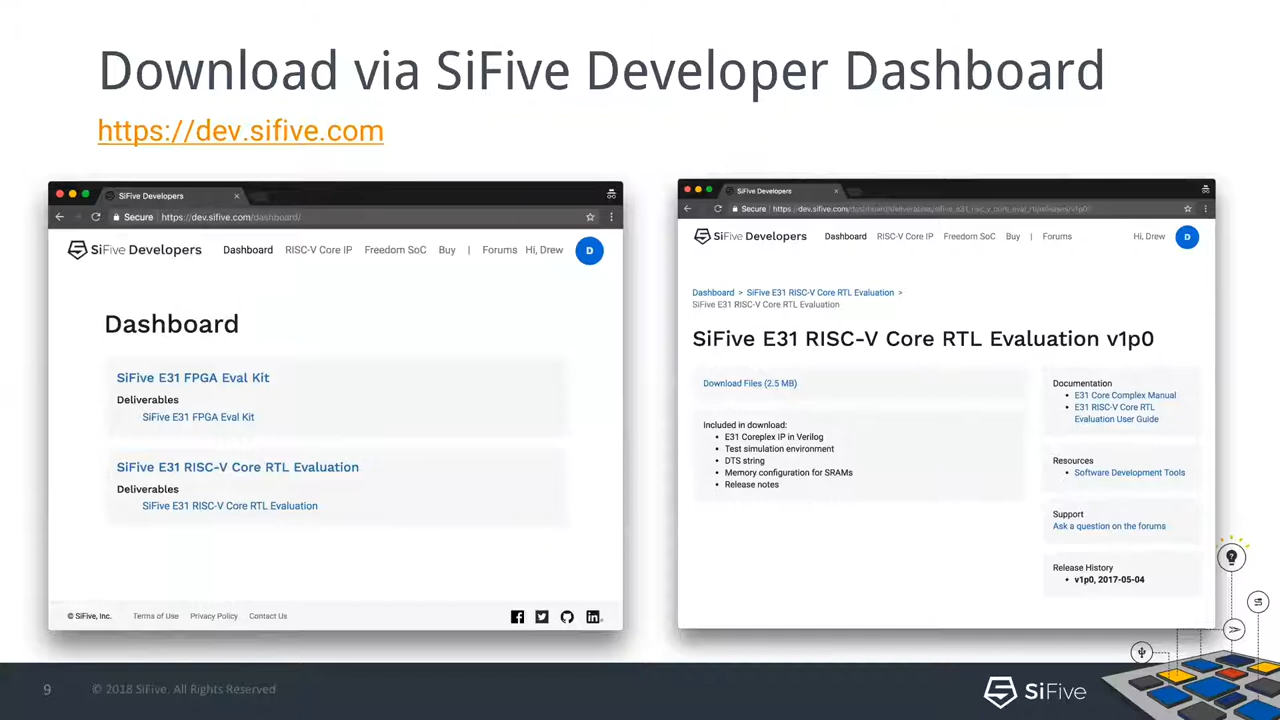 Download via SiFive Developer Dashboard
https://dev.sifive.com
SiFive Developers
Secure https://dev.sifive.com/dashboard/
SiFive Developers Dashboard RISC-V Core IP Freedom SoC Buy | Forums Hi, Drew D
Dashboard
SiFive E31 FPGA Eval Kit
Deliverables
SiFive E31 FPGA Eval Kit
SiFive E31 RISC-V Core RTL Evaluation
Deliverables
SiFive E31 RISC-V Core RTL Evaluation
© SiFive, Inc. Terms of Use Privacy Policy Contact Us
SiFive Developers
Secure
SiFive Developers Dashboard RISC-V Core IP Freedom SoC Buy | Forums Hi, Drew D
Dashboard > SiFive E31 RISC-V Core RTL Evaluation >
SiFive E31 RISC-V Core RTL Evaluation
SiFive E31 RISC-V Core RTL Evaluation v1p0
Download Files (2.5 MB)
Included in download:
• E31 Coreplex IP in Verilog
• Test simulation environment
• DTS string
• Memory configuration for SRAMs
• Release notes
Documentation
• E31 Core Complex Manual
• E31 RISC-V Core RTL
Evaluation User Guide
Resources
• Software Development Tools
Support
Ask a question on the forums
Release History
• v1p0, 2017-05-04
9 © 2018 SiFive. All Rights Reserved
SiFive